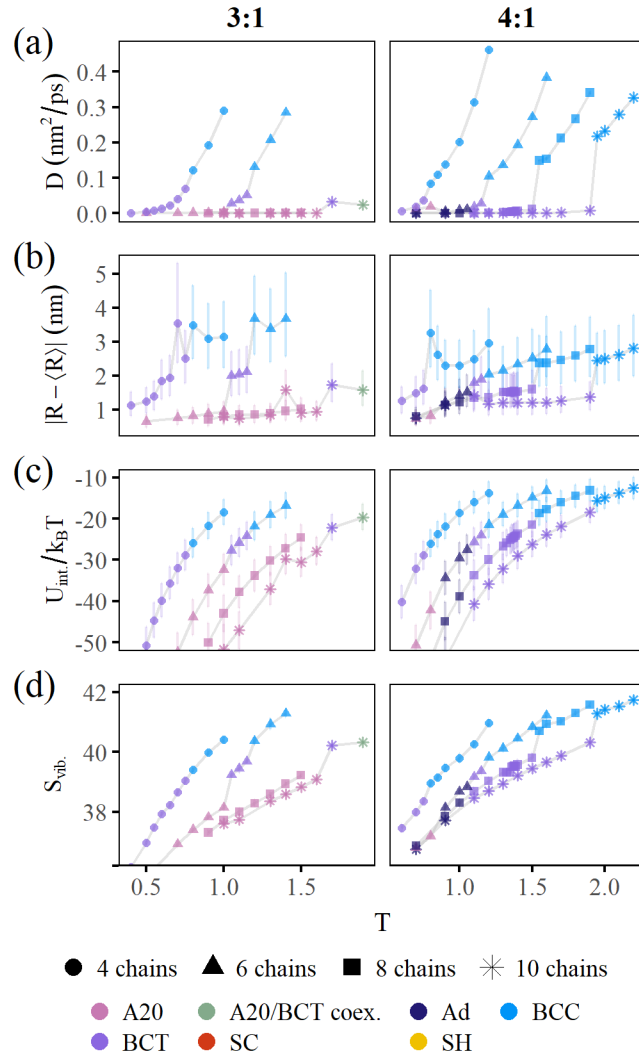 3:1 4:1
(a)
D (nm²/ps)
0.4
0.3
0.2
0.1
0.0
(b)
|R − ⟨R⟩| (nm)
5
4
3
2
1
(c)
U_int./k_BT
-10
-20
-30
-40
-50
(d)
S_vib.
42
40
38
0.5 1.0 1.5 1.0 1.5 2.0
T
4 chains 6 chains 8 chains 10 chains
A20 A20/BCT coex. Ad BCC
BCT SC SH